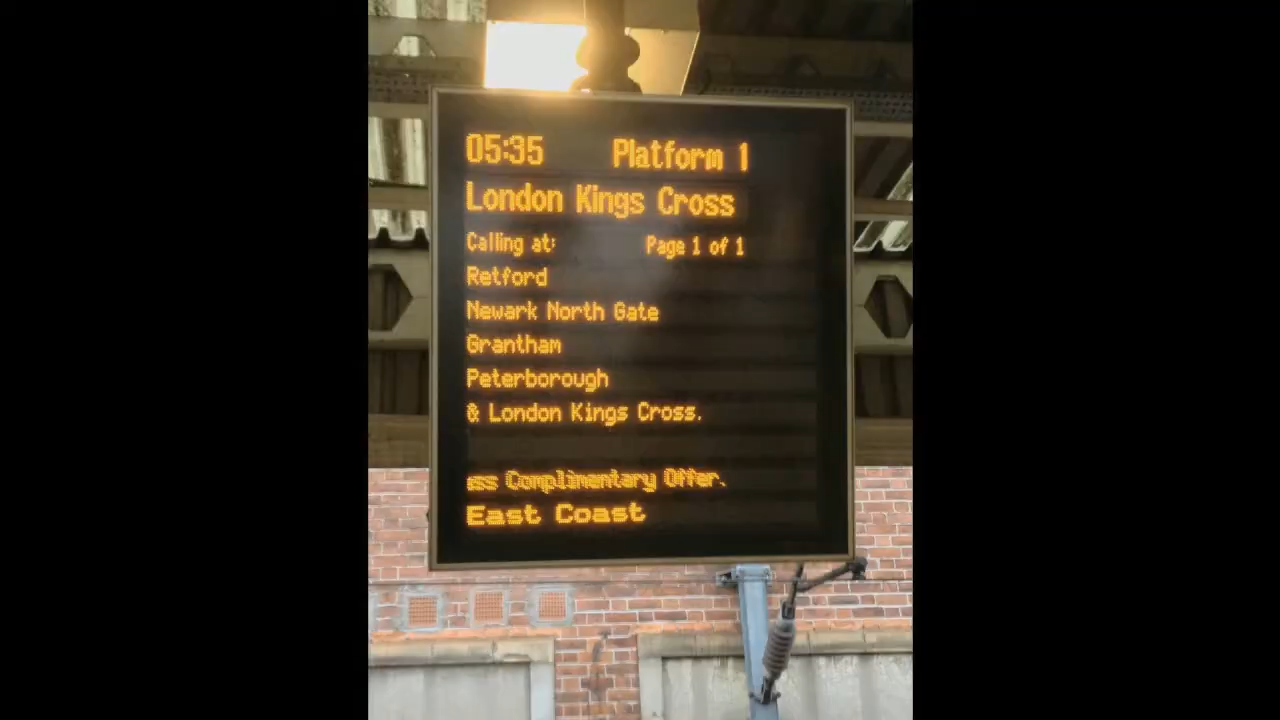 05:35 Platform 1
London Kings Cross
Calling at: Page 1 of 1
Retford
Newark North Gate
Grantham
Peterborough
& London Kings Cross.
ss Complimentary Offer.
East Coast